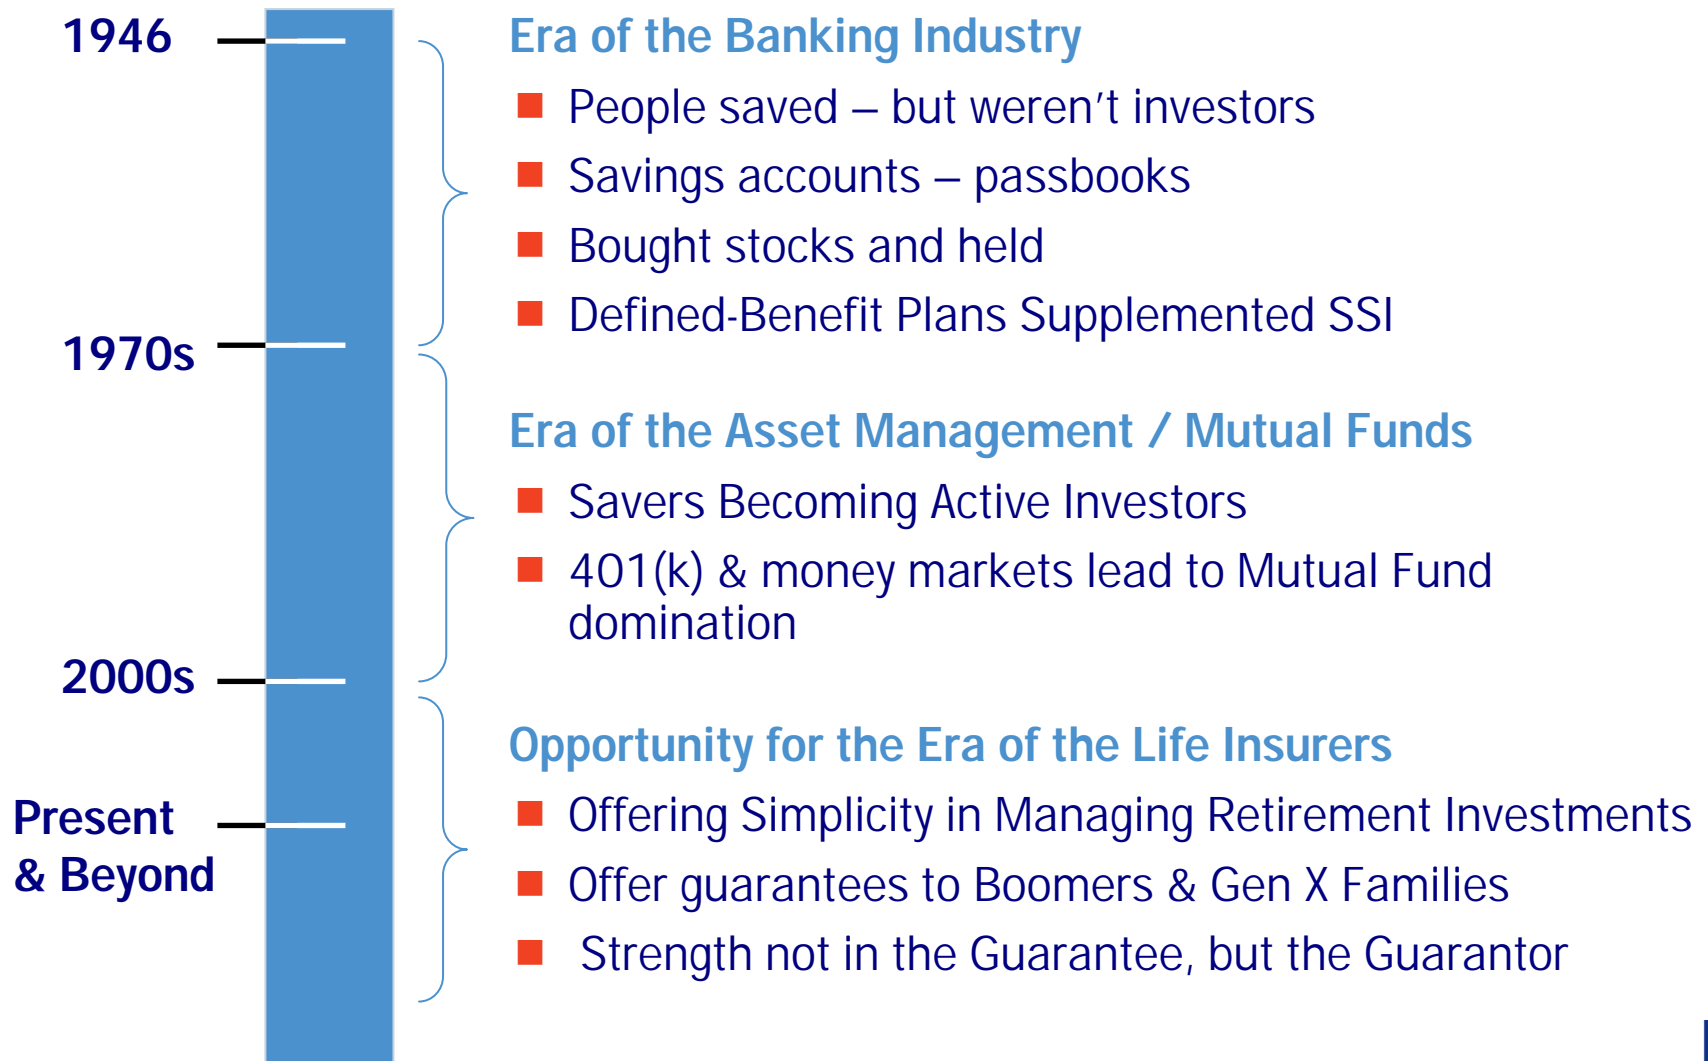 1946
Era of the Banking Industry
People saved – but weren't investors
Savings accounts – passbooks
Bought stocks and held
Defined-Benefit Plans Supplemented SSI
1970s
Era of the Asset Management / Mutual Funds
Savers Becoming Active Investors
401(k) & money markets lead to Mutual Fund
domination
2000s
Opportunity for the Era of the Life Insurers
Present
& Beyond
Offering Simplicity in Managing Retirement Investments
Offer guarantees to Boomers & Gen X Families
Strength not in the Guarantee, but the Guarantor